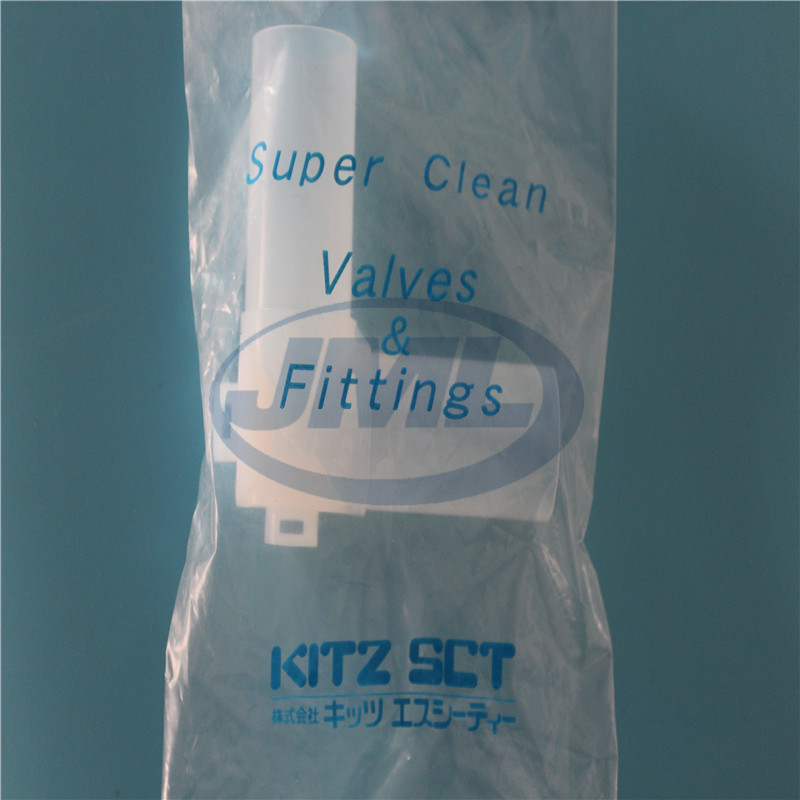 Super Clean
Valves
&
Fittings
JML
KITZ SCT
株式会社 キッツ エスシーティー